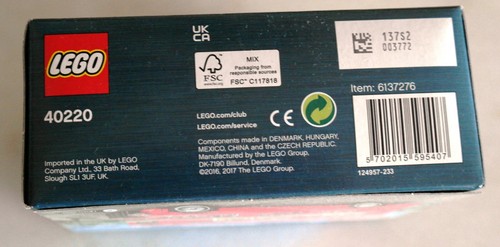 LEGO
40220
Imported in the UK by LEGO
Company Ltd., 33 Bath Road,
Slough SL1 3UF, UK.
UK
CA
FSC
www.fsc.org
MIX
Packaging from
responsible sources
FSC™ C117818
LEGO.com/club
LEGO.com/service
CE
Components made in DENMARK, HUNGARY,
MEXICO, CHINA and the CZECH REPUBLIC.
Manufactured by the LEGO Group,
DK-7190 Billund, Denmark.
©2016, 2017 The LEGO Group.
137S2
003772
Item: 6137276
5 702015 595407
124957-233